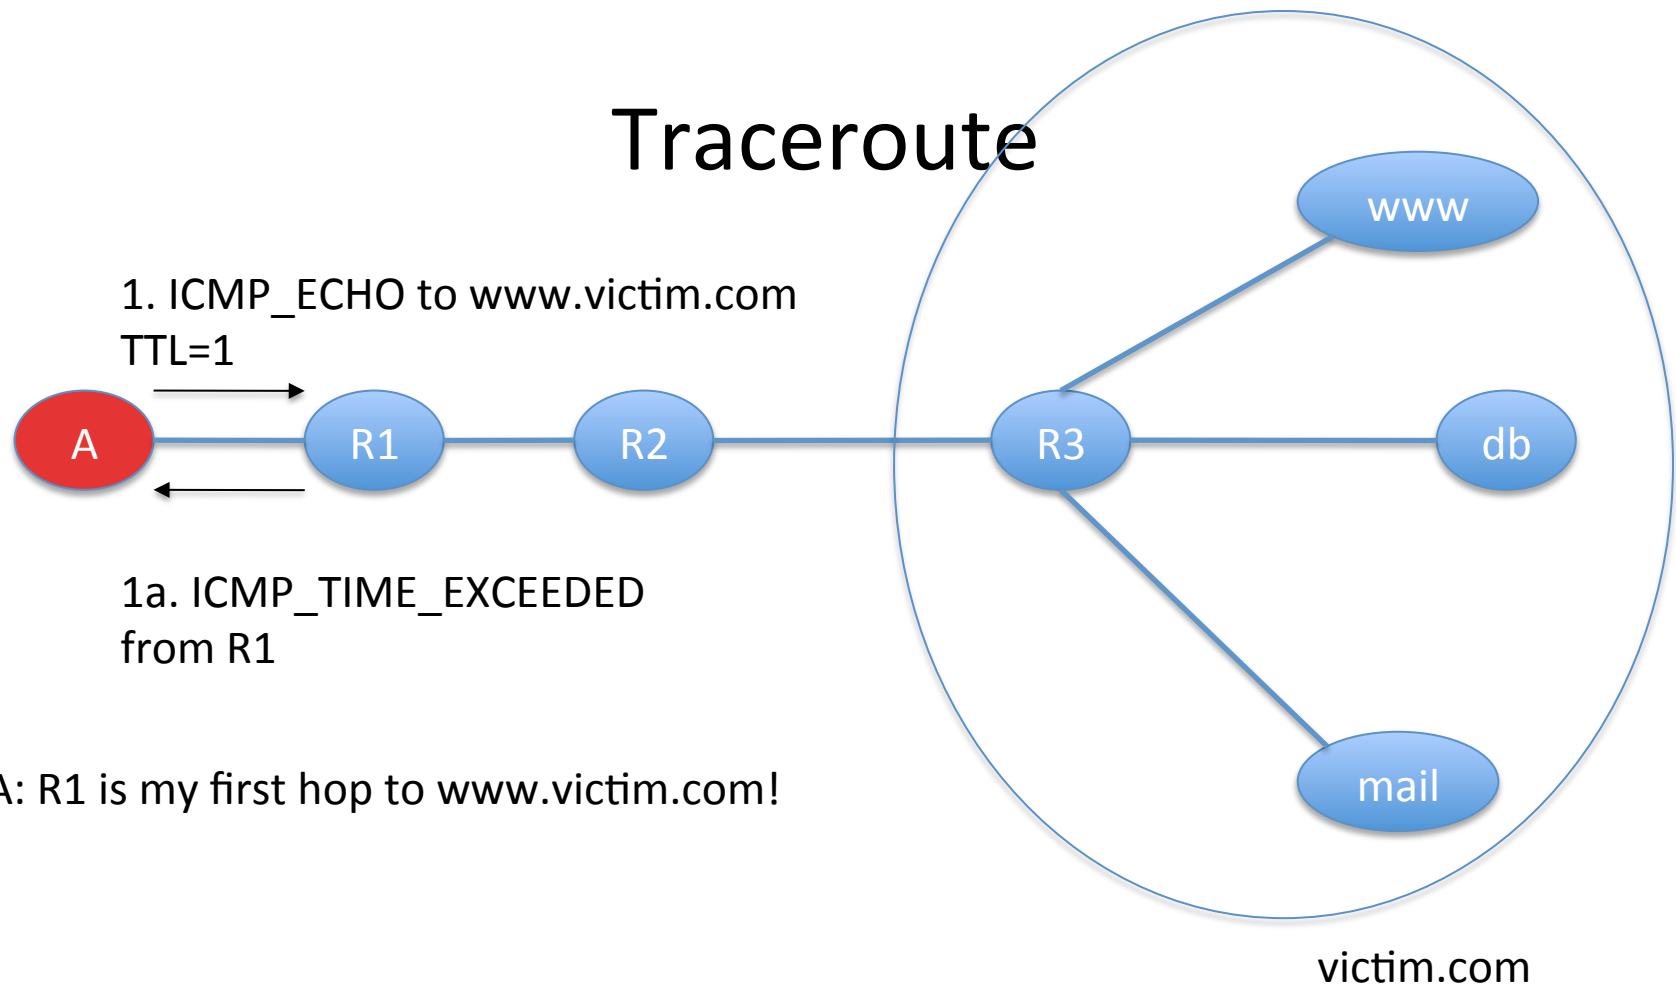 Traceroute
www
1. ICMP_ECHO to www.victim.com
TTL=1
A
R1
R2
R3
db
1a. ICMP_TIME_EXCEEDED
from R1
A: R1 is my first hop to www.victim.com!
mail
victim.com